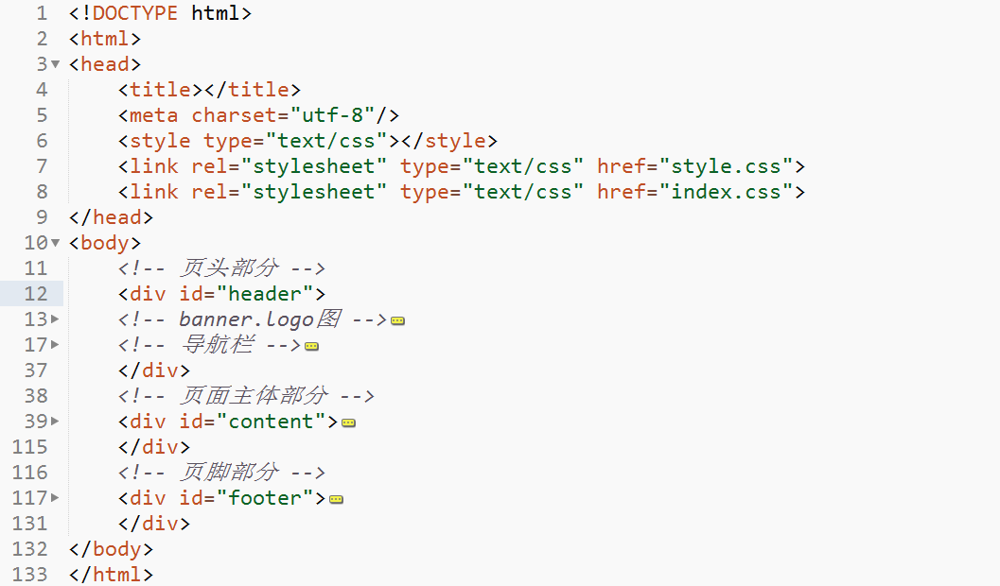 1 <!DOCTYPE html>
2 <html>
3 <head>
4 <title></title>
5 <meta charset="utf-8"/>
6 <style type="text/css"></style>
7 <link rel="stylesheet" type="text/css" href="style.css">
8 <link rel="stylesheet" type="text/css" href="index.css">
9 </head>
10 <body>
11 <!-- 页头部分 -->
12 <div id="header">
13 <!-- banner.logo图 -->
17 <!-- 导航栏 -->
37 </div>
38 <!-- 页面主体部分 -->
39 <div id="content">
115 </div>
116 <!-- 页脚部分 -->
117 <div id="footer">
131 </div>
132 </body>
133 </html>